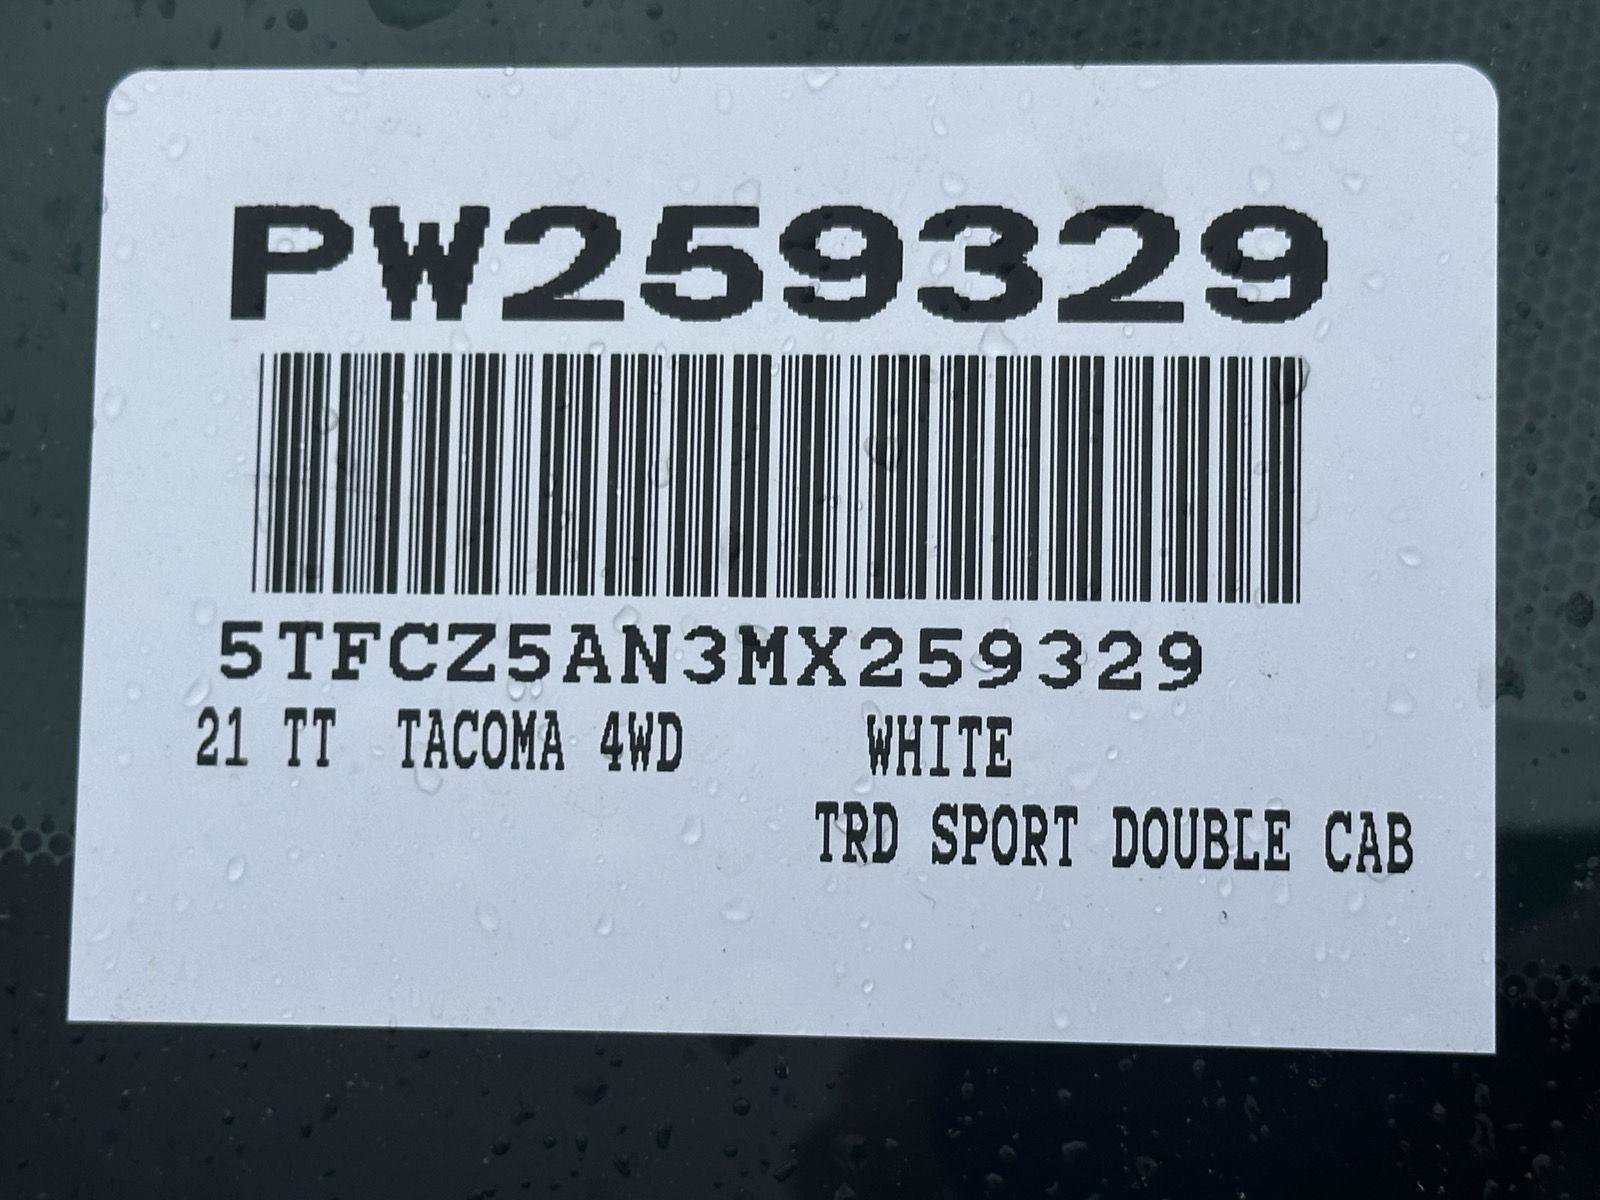 PW259329
5TFCZ5AN3MX259329
21 TT TACOMA 4WD WHITE
TRD SPORT DOUBLE CAB